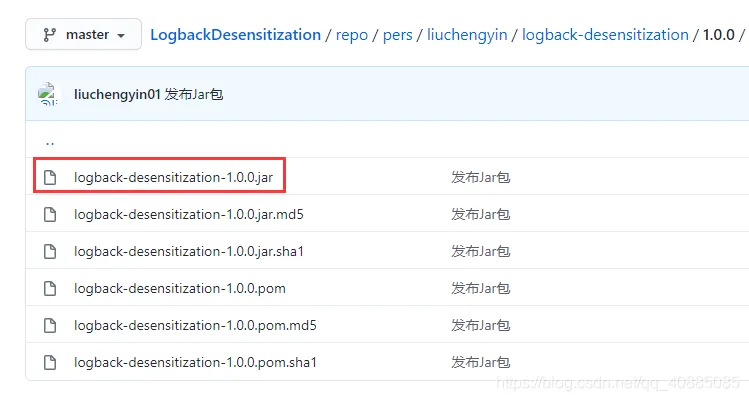 master LogbackDesensitization / repo / pers / liuchengyin / logback-desensitization / 1.0.0 /
liuchengyin01 发布Jar包
..
logback-desensitization-1.0.0.jar 发布Jar包
logback-desensitization-1.0.0.jar.md5 发布Jar包
logback-desensitization-1.0.0.jar.sha1 发布Jar包
logback-desensitization-1.0.0.pom 发布Jar包
logback-desensitization-1.0.0.pom.md5 发布Jar包
logback-desensitization-1.0.0.pom.sha1 发布Jar包
https://blog.csdn.net/qq_40885085